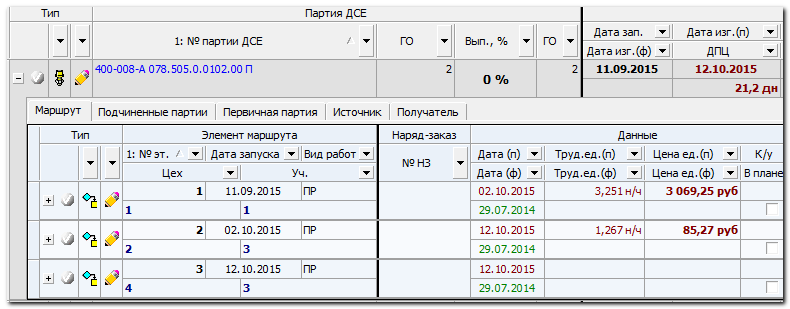 Тип Партия ДСЕ
1: № партии ДСЕ / ГО Вып., % ГО Дата зап. Дата изг.(п)
Дата изг.(ф) ДПЦ
400-008-А 078.505.0.0102.00 П 2 0 % 2 11.09.2015 12.10.2015
21,2 дн
Маршрут Подчиненные партии Первичная партия Источник Получатель
Тип Элемент маршрута Наряд-заказ Данные
1: № эт. / Дата запуска Вид работ № НЗ Дата (п) Труд.ед.(п) Цена ед.(п) К/у
Цех Уч. Дата (ф) Труд.ед.(ф) Цена ед.(ф) В плане
1 11.09.2015 ПР 02.10.2015 3,251 н/ч 3 069,25 руб
1 1 29.07.2014
2 02.10.2015 ПР 12.10.2015 1,267 н/ч 85,27 руб
2 3 29.07.2014
3 12.10.2015 ПР 12.10.2015
4 3 29.07.2014